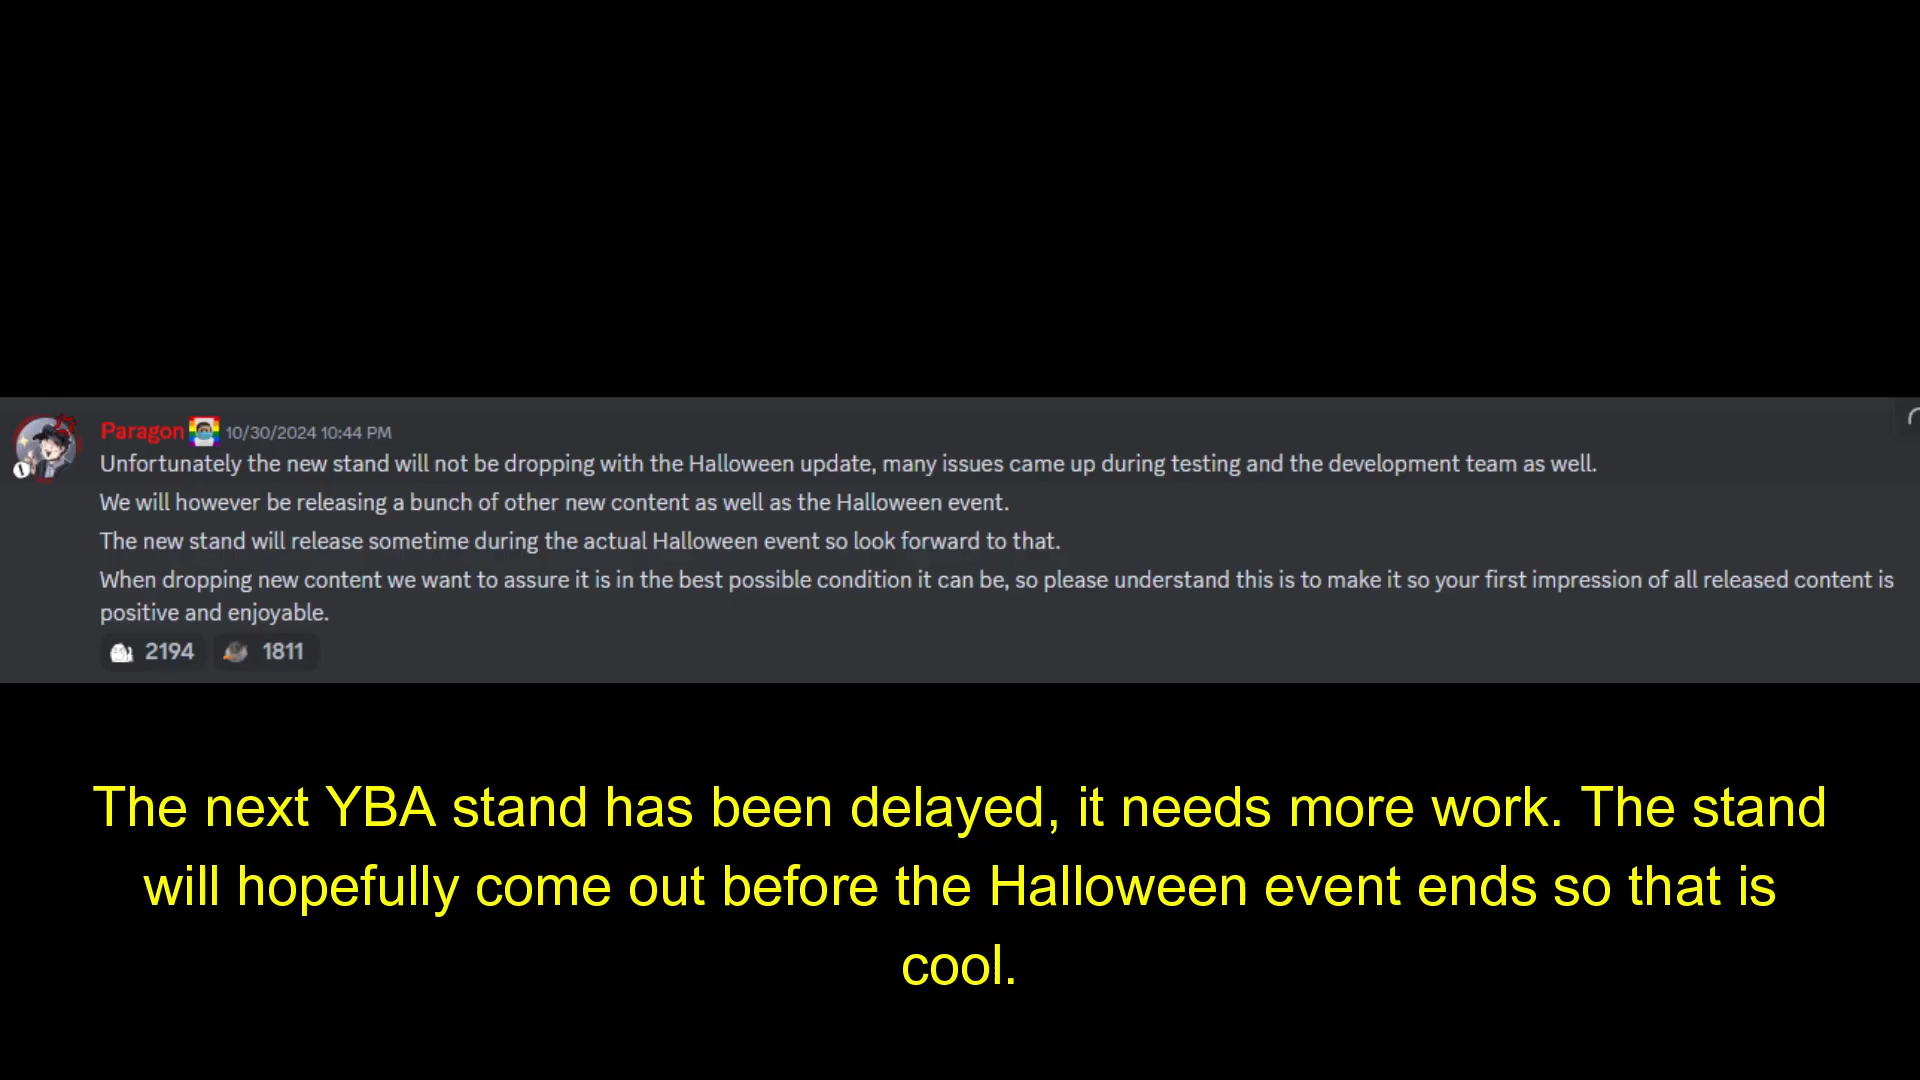 Paragon 10/30/2024 10:44 PM
Unfortunately the new stand will not be dropping with the Halloween update, many issues came up during testing and the development team as well.
We will however be releasing a bunch of other new content as well as the Halloween event.
The new stand will release sometime during the actual Halloween event so look forward to that.
When dropping new content we want to assure it is in the best possible condition it can be, so please understand this is to make it so your first impression of all released content is
positive and enjoyable.
2194 1811
The next YBA stand has been delayed, it needs more work. The stand
will hopefully come out before the Halloween event ends so that is
cool.